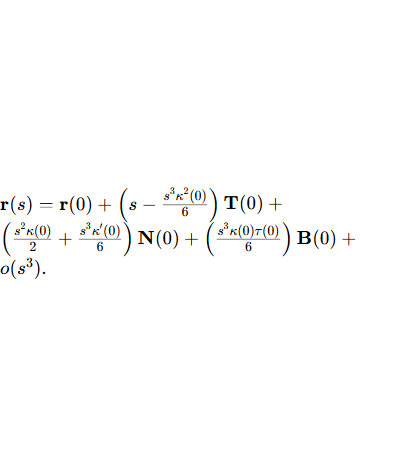 𝐫(s) = 𝐫(0) + (s − s³κ²(0)/6) 𝐓(0) +
(s²κ(0)/2 + s³κ′(0)/6) 𝐍(0) + (s³κ(0)τ(0)/6) 𝐁(0) +
o(s³).